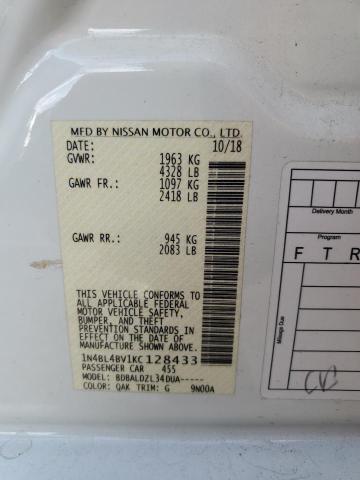 MFD BY NISSAN MOTOR CO., LTD.
DATE: 10/18
GVWR: 1963 KG
4328 LB
GAWR FR.: 1097 KG
2418 LB
GAWR RR.: 945 KG
2083 LB
THIS VEHICLE CONFORMS TO
ALL APPLICABLE FEDERAL
MOTOR VEHICLE SAFETY,
BUMPER, AND THEFT
PREVENTION STANDARDS IN
EFFECT ON THE DATE OF
MANUFACTURE SHOWN ABOVE.
1N4BL4BV1KC128433
PASSENGER CAR 455
MODEL: BDBALDZL34DUA-----
COLOR: QAK TRIM: G 9N00A
Delivery Month
Program
F T R
Mileage Due